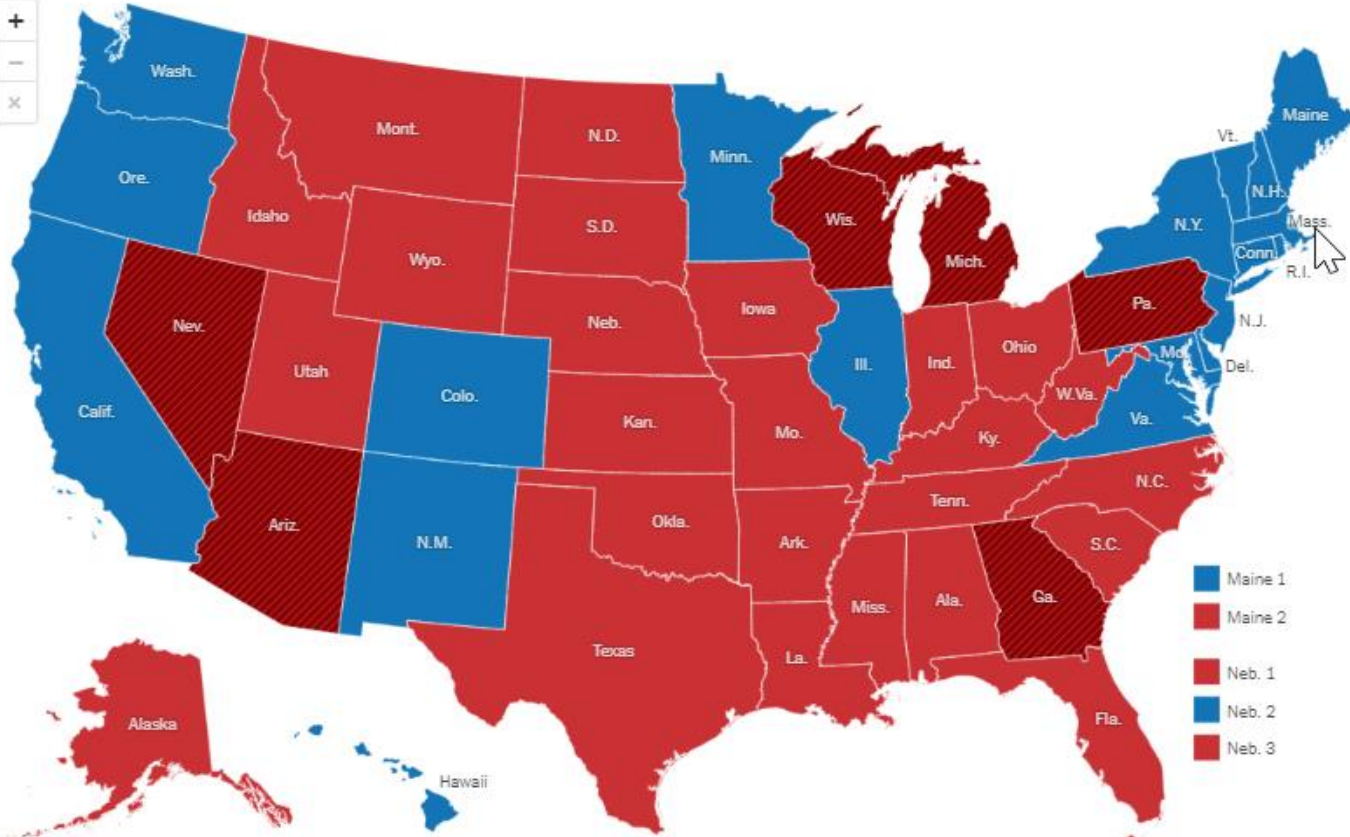 +
−
×
Wash.
Mont.
N.D.
Minn.
Maine
Vt.
Ore.
Idaho
S.D.
Wis.
N.H.
N.Y.
Mass.
Wyo.
Mich.
Conn.
R.I.
Nev.
Neb.
Iowa
Pa.
N.J.
Utah
Colo.
Ill.
Ind.
Ohio
Md.
Del.
Calif.
Kan.
Mo.
W.Va.
Va.
Ky.
Ariz.
N.M.
Okla.
Ark.
Tenn.
N.C.
S.C.
Miss.
Ala.
Ga.
Texas
La.
Fla.
Alaska
Hawaii
Maine 1
Maine 2
Neb. 1
Neb. 2
Neb. 3